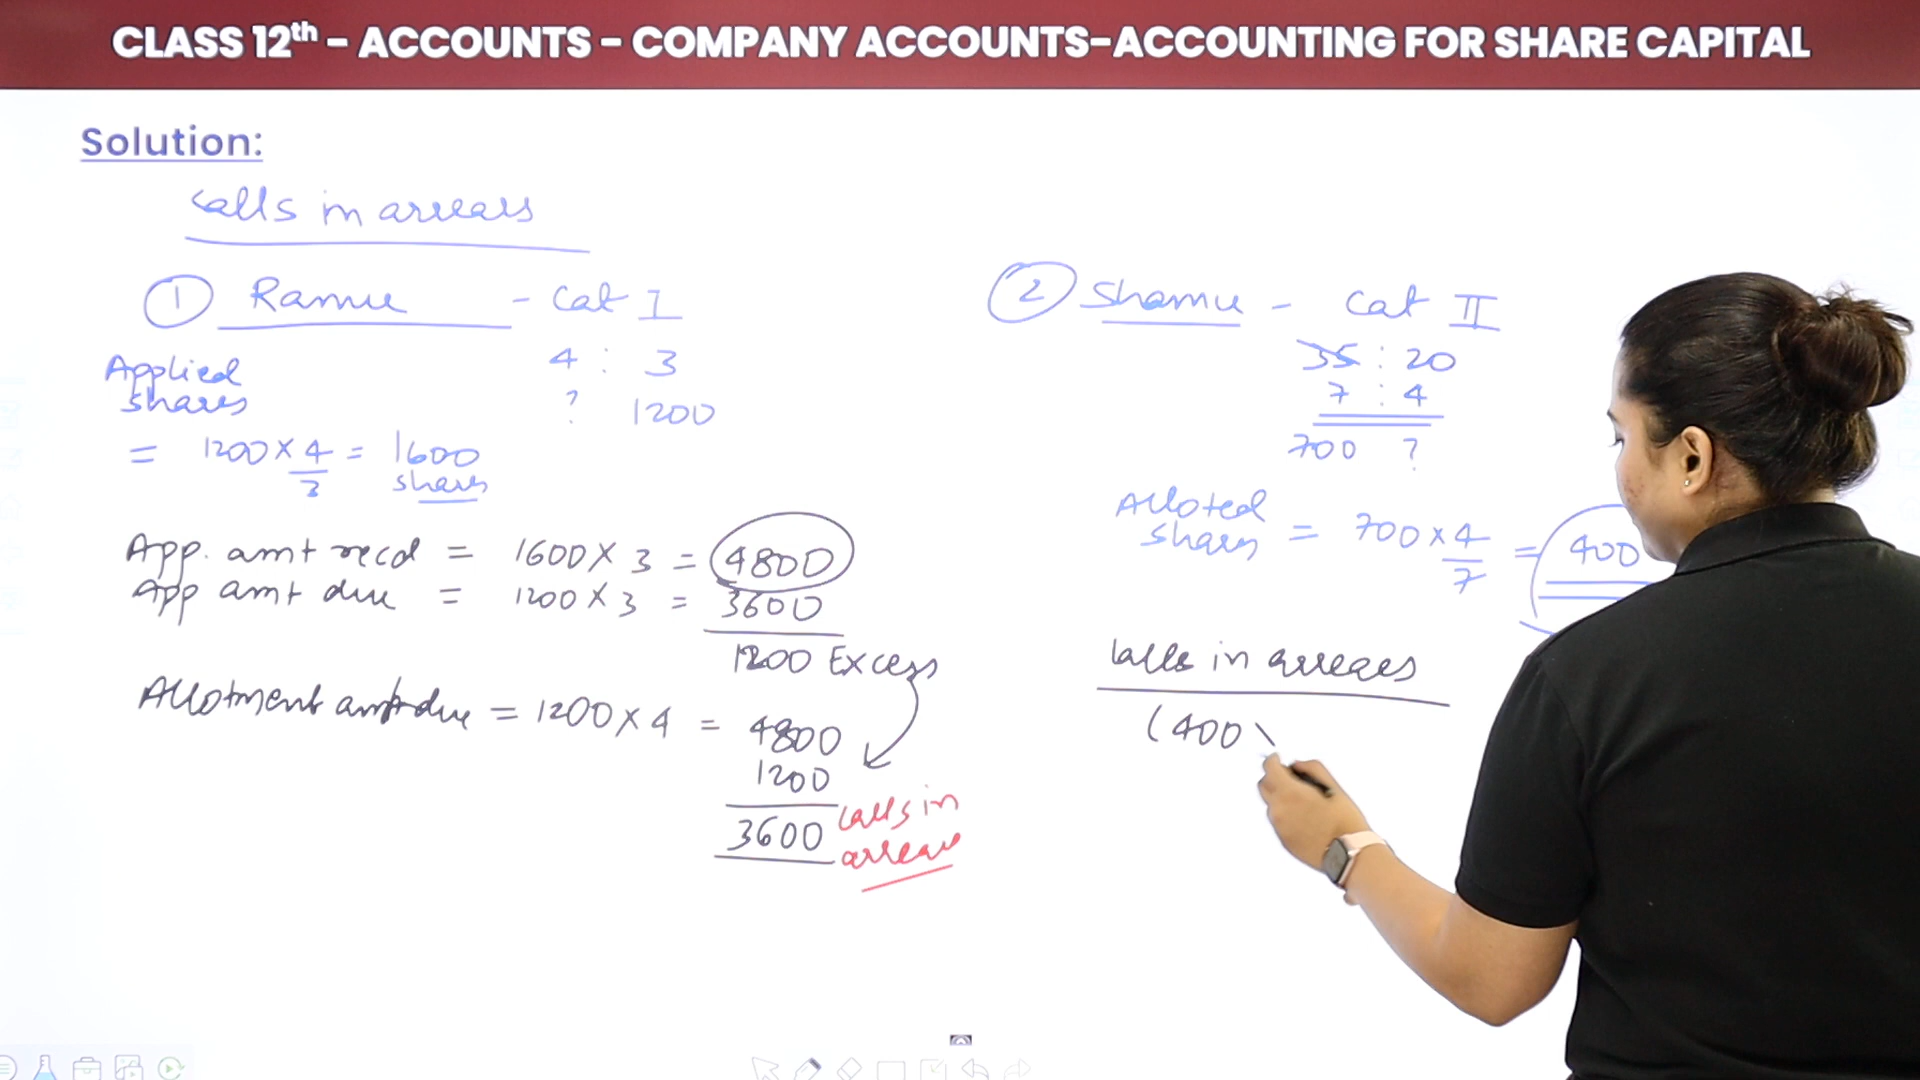 CLASS 12th - ACCOUNTS - COMPANY ACCOUNTS-ACCOUNTING FOR SHARE CAPITAL
Solution:
Calls in arrears
① Ramu - Cat I
4 : 3
? 1200
Applied
shares
= 1200 × 4/3 = 1600
shares
App. amt recd = 1600 × 3 = 4800
App amt due = 1200 × 3 = 3600
1200 Excess
Allotment amt due = 1200 × 4 = 4800
1200
3600 Calls in
arrear
② Shamu - Cat II
35 : 20
7 : 4
700 ?
Alloted
shares = 700 × 4/7 = 400
Calls in arrears
(400